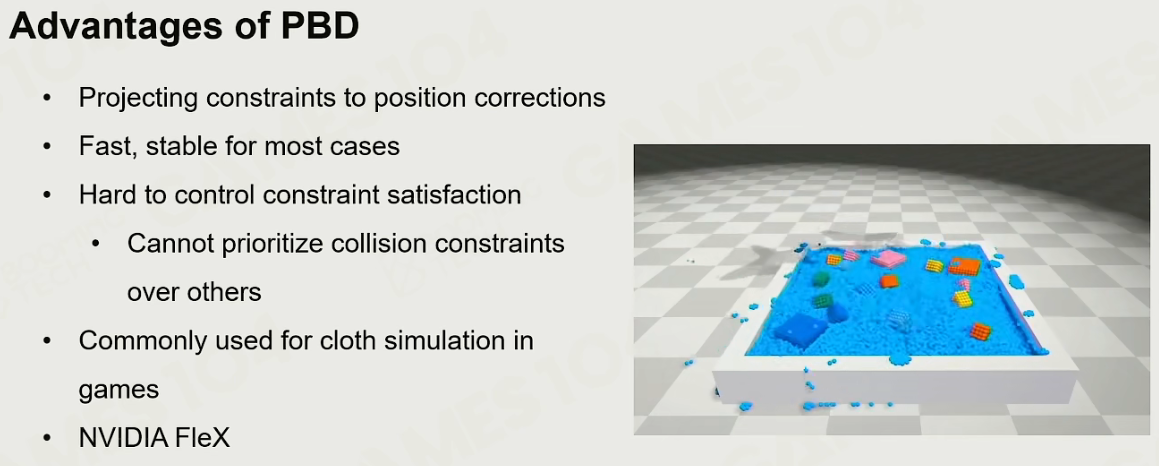 Advantages of PBD
• Projecting constraints to position corrections
• Fast, stable for most cases
• Hard to control constraint satisfaction
• Cannot prioritize collision constraints
over others
• Commonly used for cloth simulation in
games
• NVIDIA FleX
GAMES104